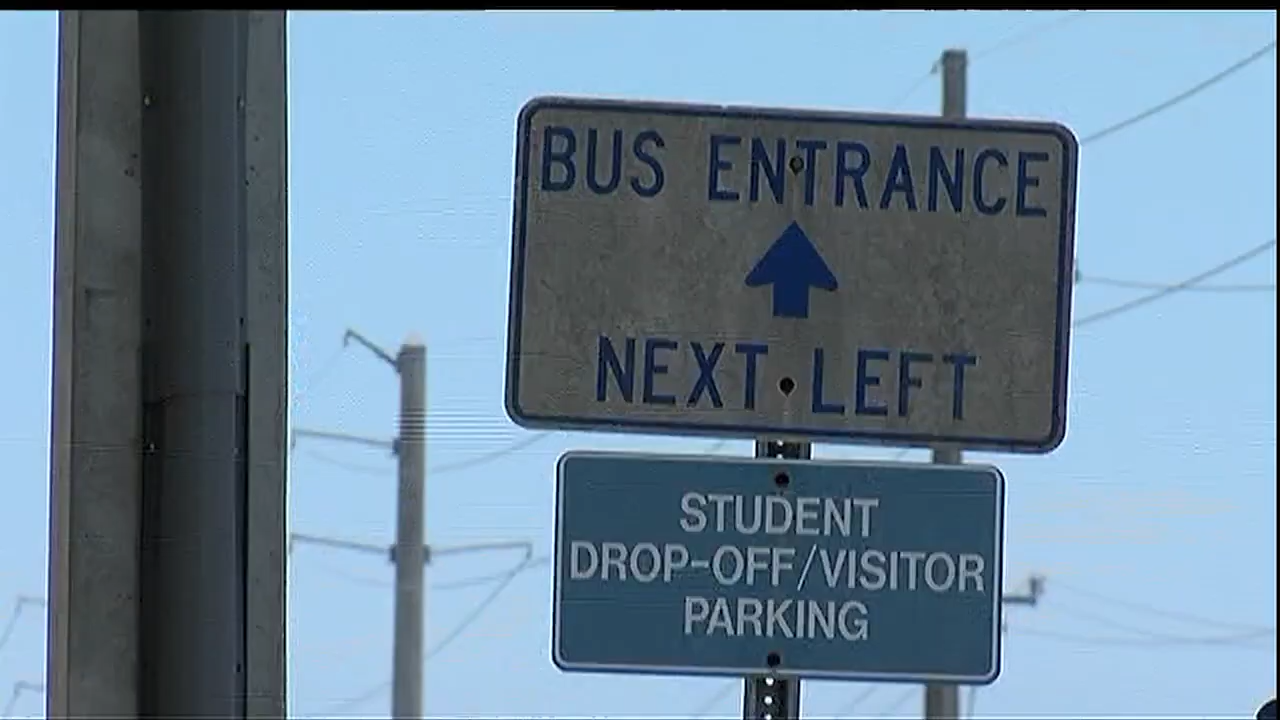 BUS ENTRANCE
NEXT LEFT
STUDENT
DROP-OFF/VISITOR
PARKING